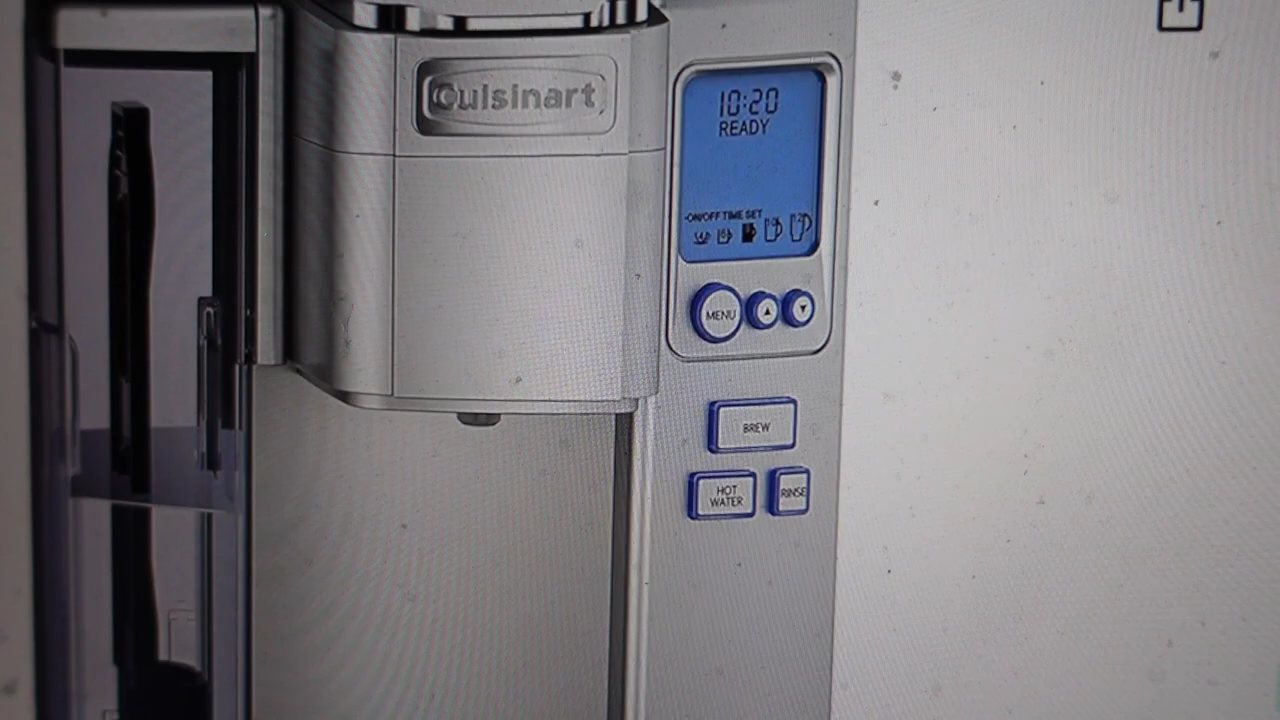 Cuisinart
10:20
READY
ON/OFF TIME SET
MENU
BREW
HOT
WATER
RINSE